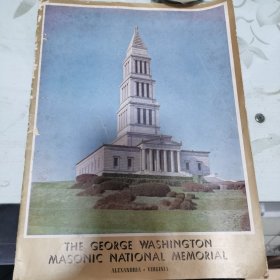 THE GEORGE WASHINGTON
MASONIC NATIONAL MEMORIAL
ALEXANDRIA • VIRGINIA